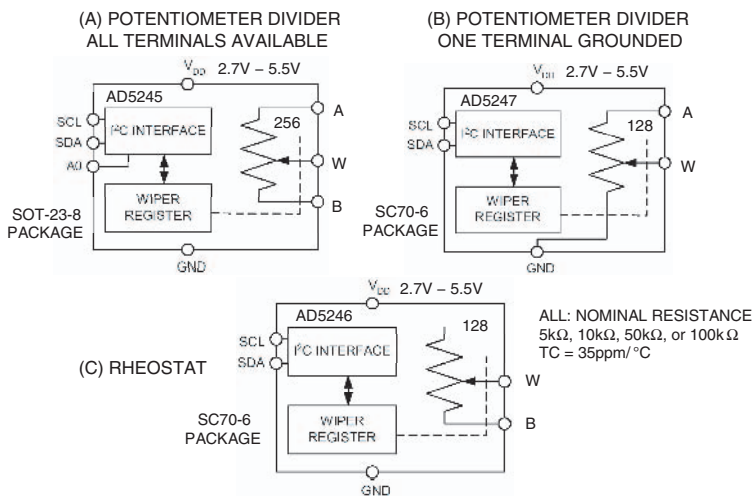 (A) POTENTIOMETER DIVIDER
ALL TERMINALS AVAILABLE
VDD 2.7V – 5.5V
AD5245
SCL
SDA
A0
I²C INTERFACE
WIPER
REGISTER
256
A
W
B
SOT-23-8
PACKAGE
GND
(B) POTENTIOMETER DIVIDER
ONE TERMINAL GROUNDED
VDD 2.7V – 5.5V
AD5247
SCL
SDA
I²C INTERFACE
WIPER
REGISTER
128
A
W
SC70-6
PACKAGE
GND
(C) RHEOSTAT
VDD 2.7V – 5.5V
AD5246
SCL
SDA
I²C INTERFACE
WIPER
REGISTER
128
W
B
SC70-6
PACKAGE
GND
ALL: NOMINAL RESISTANCE
5kΩ, 10kΩ, 50kΩ, or 100kΩ
TC = 35ppm/°C